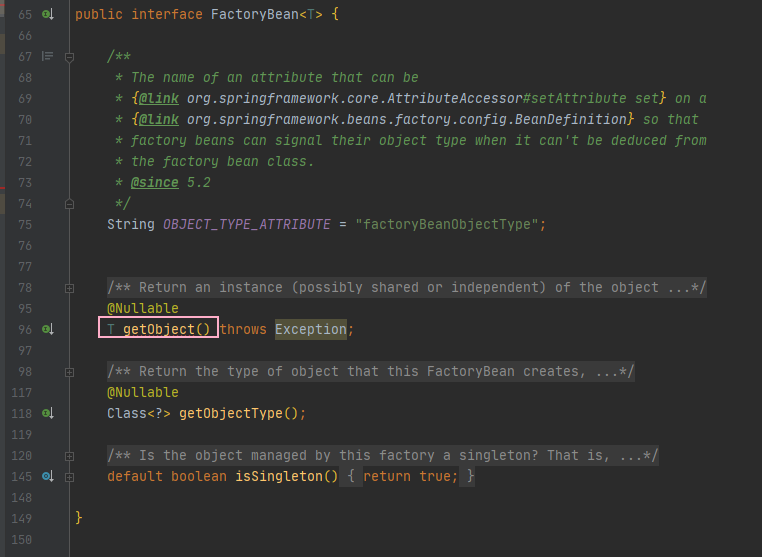 65 public interface FactoryBean<T> {
66
67 /**
68 * The name of an attribute that can be
69 * {@link org.springframework.core.AttributeAccessor#setAttribute set} on a
70 * {@link org.springframework.beans.factory.config.BeanDefinition} so that
71 * factory beans can signal their object type when it can't be deduced from
72 * the factory bean class.
73 * @since 5.2
74 */
75 String OBJECT_TYPE_ATTRIBUTE = "factoryBeanObjectType";
76
77
78 /** Return an instance (possibly shared or independent) of the object ...*/
95 @Nullable
96 T getObject() throws Exception;
97
98 /** Return the type of object that this FactoryBean creates, ...*/
117 @Nullable
118 Class<?> getObjectType();
119
120 /** Is the object managed by this factory a singleton? That is, ...*/
145 default boolean isSingleton() { return true; }
148
149 }
150